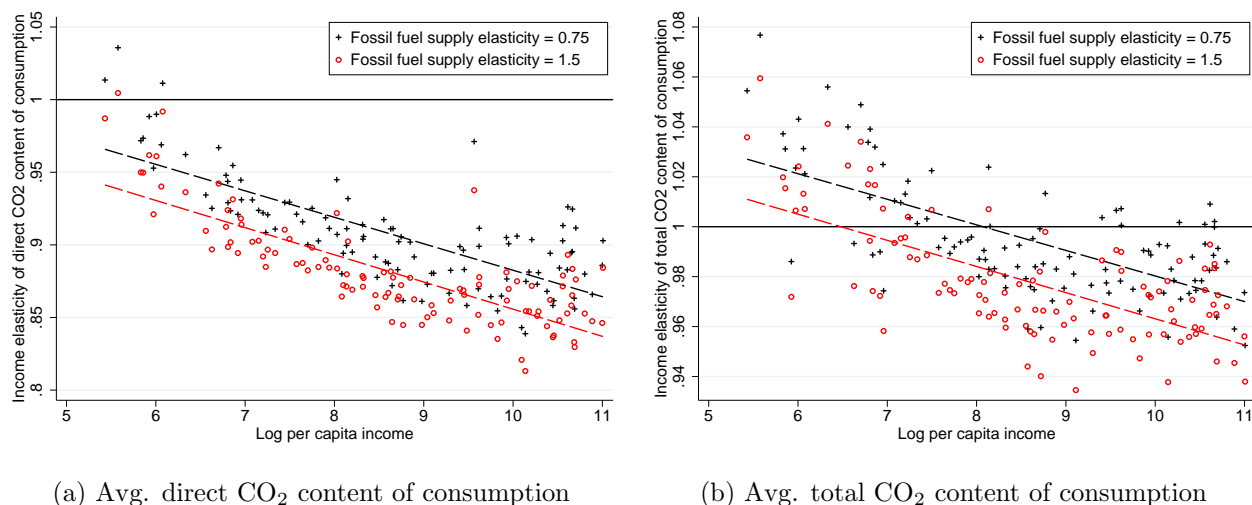 Income elasticity of direct CO2 content of consumption
1.05
1
.95
.9
.85
.8
5 6 7 8 9 10 11
Log per capita income
Fossil fuel supply elasticity = 0.75
Fossil fuel supply elasticity = 1.5
(a) Avg. direct CO₂ content of consumption
Income elasticity of total CO2 content of consumption
1.08
1.06
1.04
1.02
1
.98
.96
.94
5 6 7 8 9 10 11
Log per capita income
Fossil fuel supply elasticity = 0.75
Fossil fuel supply elasticity = 1.5
(b) Avg. total CO₂ content of consumption